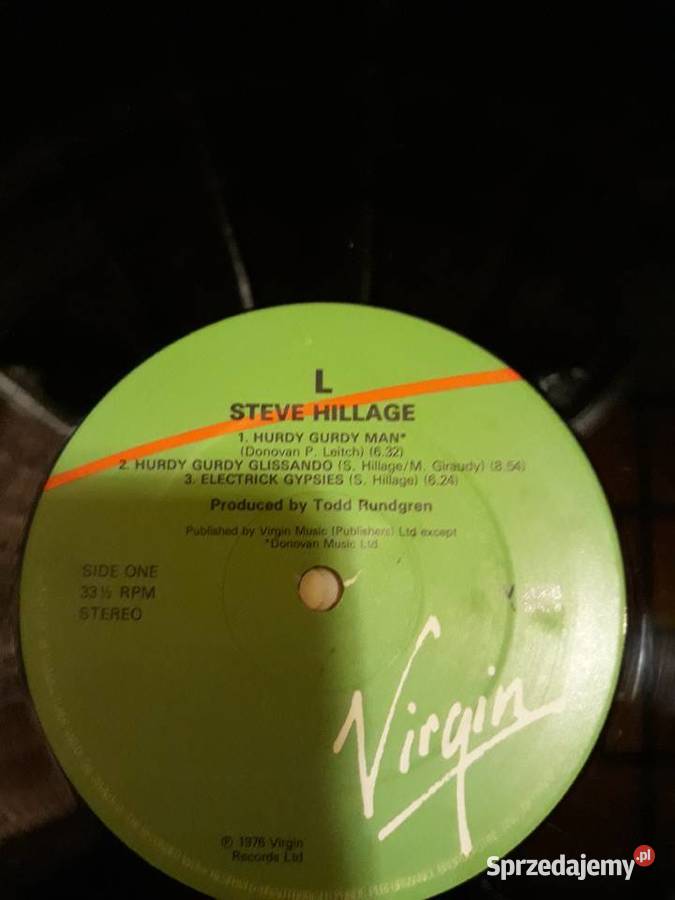 L
STEVE HILLAGE
1. HURDY GURDY MAN*
(Donovan P. Leitch) (6.32)
2. HURDY GURDY GLISSANDO (S. Hillage/M. Giraudy) (8.54)
3. ELECTRICK GYPSIES (S. Hillage) (6.24)
Produced by Todd Rundgren
Published by Virgin Music (Publishers) Ltd except
*Donovan Music Ltd
SIDE ONE
33⅓ RPM
STEREO
Virgin
℗ 1976 Virgin
Records Ltd
Sprzedajemy.pl